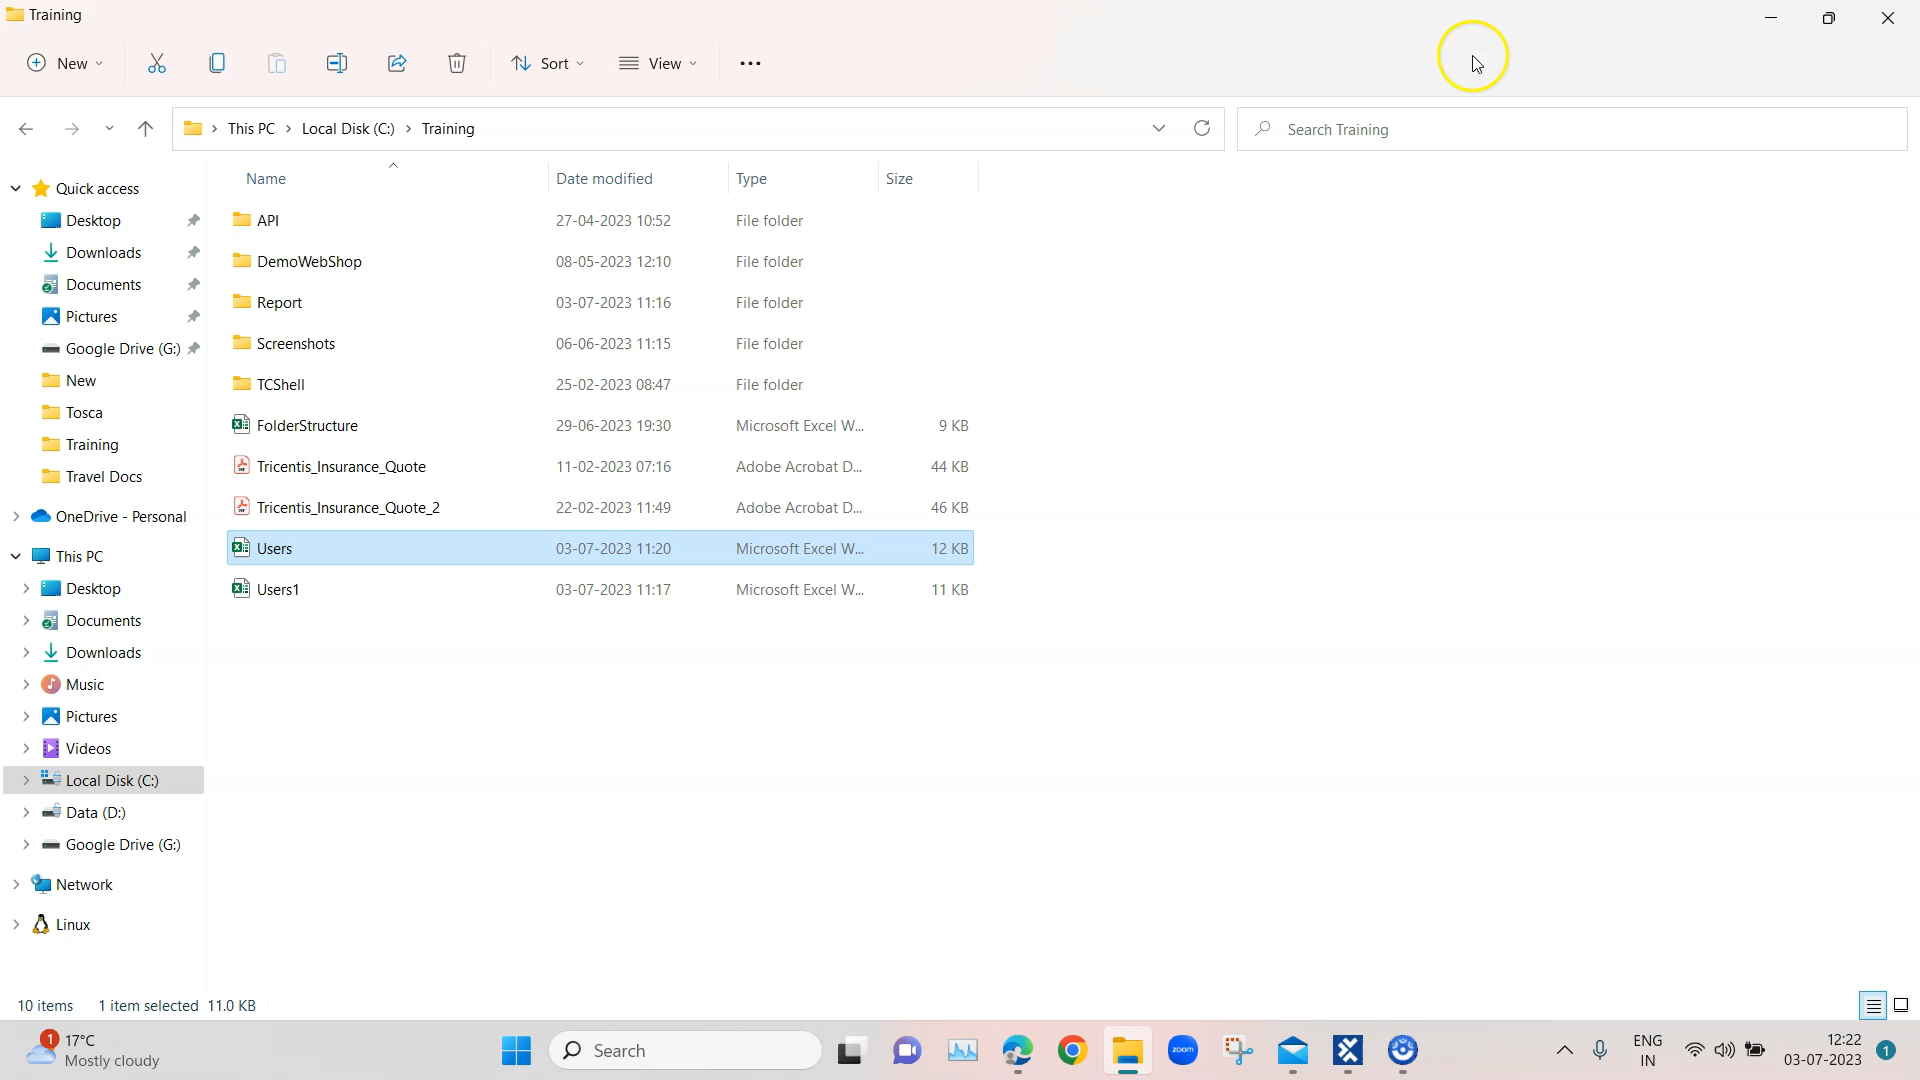 Training
New
Sort
View
This PC
Local Disk (C:)
Training
Search Training
Name
Date modified
Type
Size
Quick access
Desktop
Downloads
Documents
Pictures
Google Drive (G:)
New
Tosca
Training
Travel Docs
OneDrive - Personal
This PC
Desktop
Documents
Downloads
Music
Pictures
Videos
Local Disk (C:)
Data (D:)
Google Drive (G:)
Network
Linux
API 27-04-2023 10:52 File folder
DemoWebShop 08-05-2023 12:10 File folder
Report 03-07-2023 11:16 File folder
Screenshots 06-06-2023 11:15 File folder
TCShell 25-02-2023 08:47 File folder
FolderStructure 29-06-2023 19:30 Microsoft Excel W... 9 KB
Tricentis_Insurance_Quote 11-02-2023 07:16 Adobe Acrobat D... 44 KB
Tricentis_Insurance_Quote_2 22-02-2023 11:49 Adobe Acrobat D... 46 KB
Users 03-07-2023 11:20 Microsoft Excel W... 12 KB
Users1 03-07-2023 11:17 Microsoft Excel W... 11 KB
10 items 1 item selected 11.0 KB
1
17°C
Mostly cloudy
Search
zoom
ENG
IN
12:22
03-07-2023
1